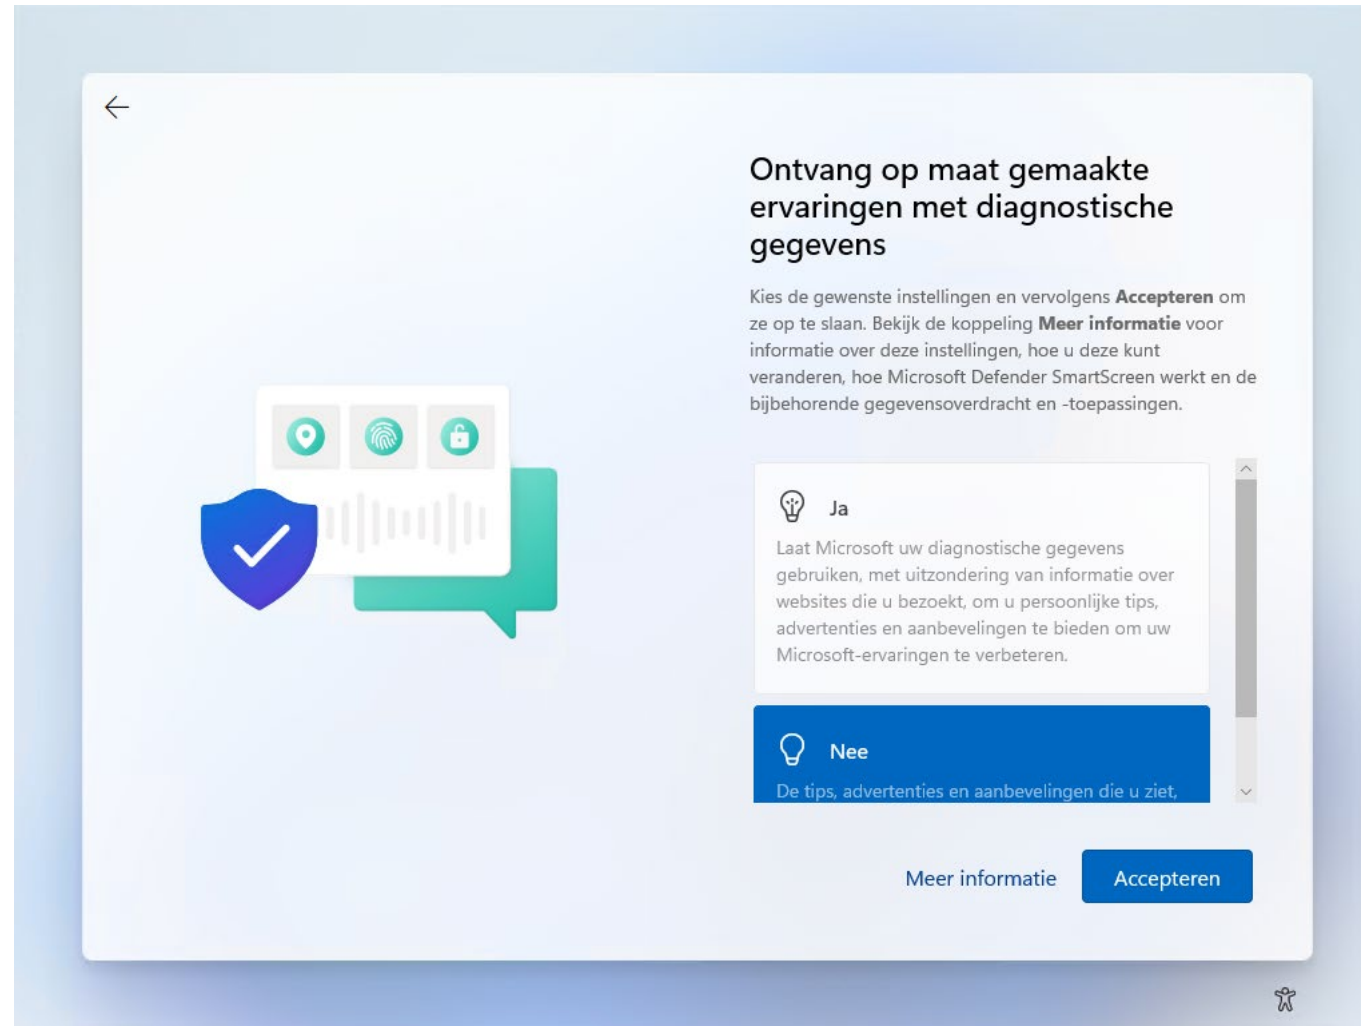 Ontvang op maat gemaakte
ervaringen met diagnostische
gegevens
Kies de gewenste instellingen en vervolgens Accepteren om
ze op te slaan. Bekijk de koppeling Meer informatie voor
informatie over deze instellingen, hoe u deze kunt
veranderen, hoe Microsoft Defender SmartScreen werkt en de
bijbehorende gegevensoverdracht en -toepassingen.
Ja
Laat Microsoft uw diagnostische gegevens
gebruiken, met uitzondering van informatie over
websites die u bezoekt, om u persoonlijke tips,
advertenties en aanbevelingen te bieden om uw
Microsoft-ervaringen te verbeteren.
Nee
De tips, advertenties en aanbevelingen die u ziet,
Meer informatie
Accepteren